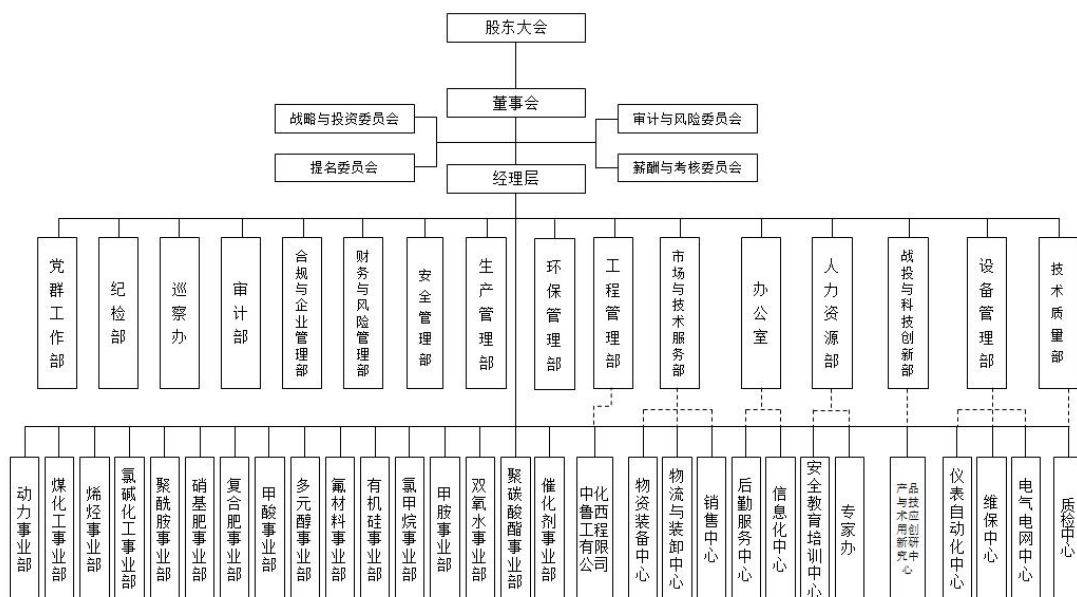 股东大会
董事会
战略与投资委员会
审计与风险委员会
提名委员会
薪酬与考核委员会
经理层
党群工作部
纪检部
巡察办
审计部
合规与企业管理部
财务与风险管理部
安全管理部
生产管理部
环保管理部
工程管理部
市场与技术服务部
办公室
人力资源部
战投与科技创新部
设备管理部
技术质量部
动力事业部
煤化工事业部
烯烃事业部
氯碱化工事业部
聚酰胺事业部
硝基肥事业部
复合肥事业部
甲酸事业部
多元醇事业部
氟材料事业部
有机硅事业部
氯甲烷事业部
甲胺事业部
双氧水事业部
聚碳酸酯事业部
催化剂事业部
中化鲁西工程有限公司
物资装备中心
物流与装卸中心
销售中心
后勤服务中心
信息化中心
安全教育培训中心
专家办
产品与技术应用创新研究中心
仪表自动化中心
维保中心
电气电网中心
质检中心